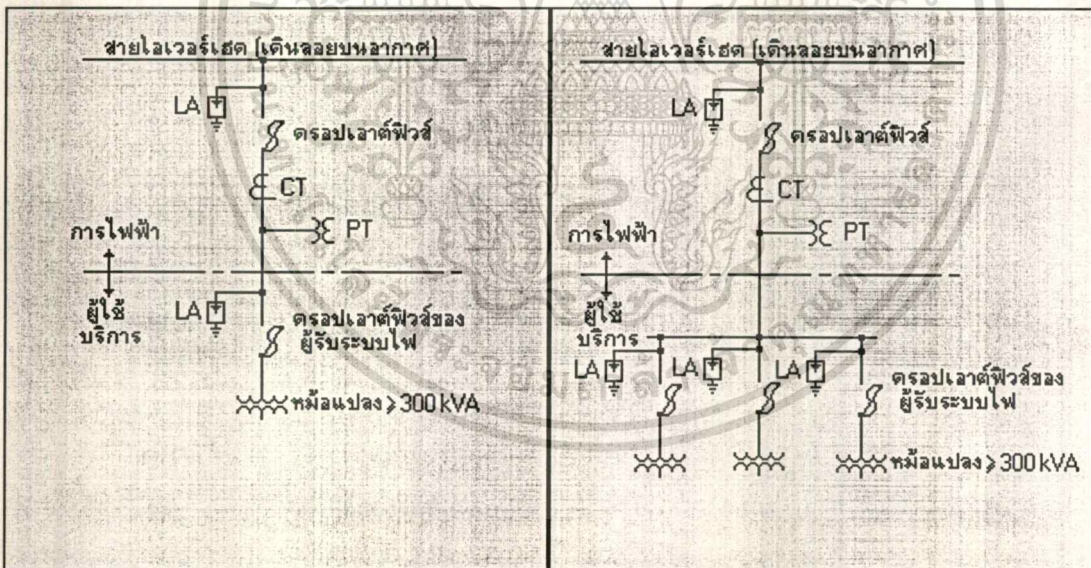 สายโอเวอร์เฮด (เดินลอยบนอากาศ)
LA
ดรอปเอาต์ฟิวส์
CT
PT
การไฟฟ้า
ผู้ใช้
บริการ
LA
ดรอปเอาต์ฟิวส์ของ
ผู้รับระบบไฟ
หม้อแปลง ≥ 300 kVA
สายโอเวอร์เฮด (เดินลอยบนอากาศ)
LA
ดรอปเอาต์ฟิวส์
CT
PT
การไฟฟ้า
ผู้ใช้
บริการ
LA
LA
LA
ดรอปเอาต์ฟิวส์ของ
ผู้รับระบบไฟ
หม้อแปลง ≥ 300 kVA